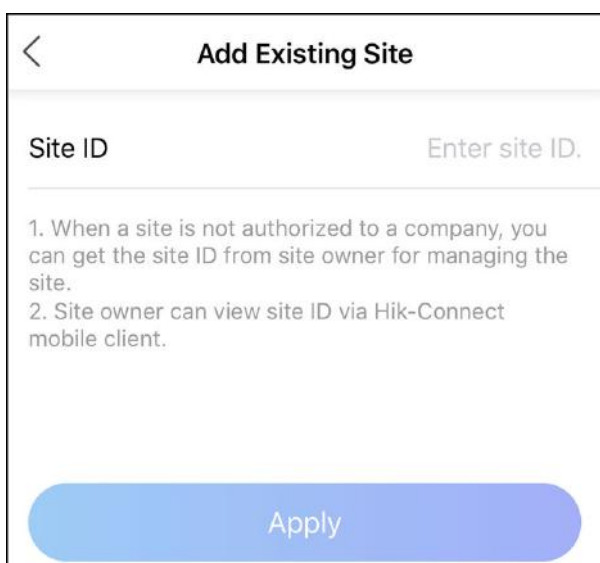 Add Existing Site
Site ID
Enter site ID.
1. When a site is not authorized to a company, you
can get the site ID from site owner for managing the
site.
2. Site owner can view site ID via Hik-Connect
mobile client.
Apply